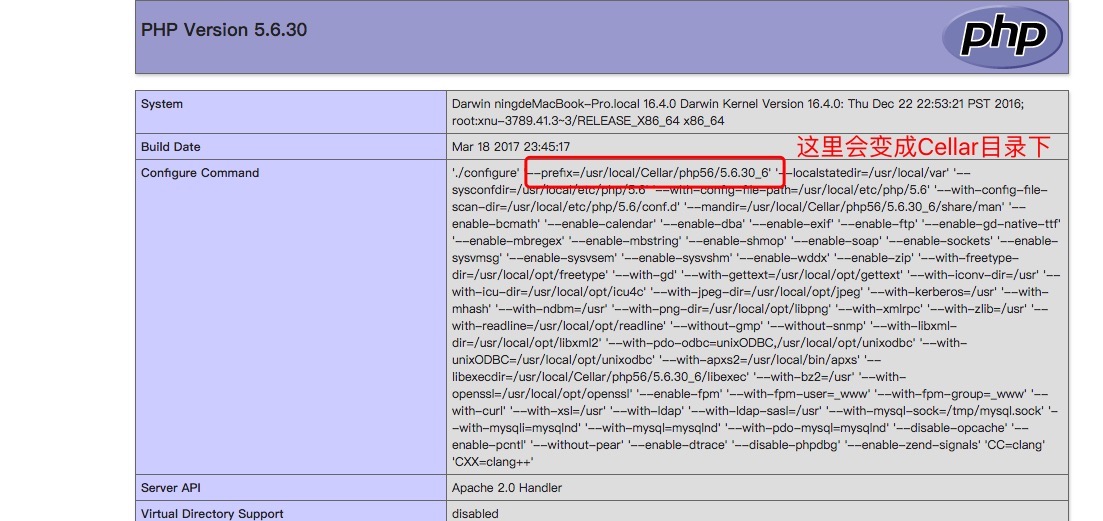 PHP Version 5.6.30
php
System
Darwin ningdeMacBook-Pro.local 16.4.0 Darwin Kernel Version 16.4.0: Thu Dec 22 22:53:21 PST 2016;
root:xnu-3789.41.3~3/RELEASE_X86_64 x86_64
Build Date
Mar 18 2017 23:45:17
这里会变成Cellar目录下
Configure Command
'./configure' '--prefix=/usr/local/Cellar/php56/5.6.30_6' '--localstatedir=/usr/local/var' '--
sysconfdir=/usr/local/etc/php/5.6' '--with-config-file-path=/usr/local/etc/php/5.6' '--with-config-file-
scan-dir=/usr/local/etc/php/5.6/conf.d' '--mandir=/usr/local/Cellar/php56/5.6.30_6/share/man' '--
enable-bcmath' '--enable-calendar' '--enable-dba' '--enable-exif' '--enable-ftp' '--enable-gd-native-ttf'
'--enable-mbregex' '--enable-mbstring' '--enable-shmop' '--enable-soap' '--enable-sockets' '--enable-
sysvmsg' '--enable-sysvsem' '--enable-sysvshm' '--enable-wddx' '--enable-zip' '--with-freetype-
dir=/usr/local/opt/freetype' '--with-gd' '--with-gettext=/usr/local/opt/gettext' '--with-iconv-dir=/usr' '--
with-icu-dir=/usr/local/opt/icu4c' '--with-jpeg-dir=/usr/local/opt/jpeg' '--with-kerberos=/usr' '--with-
mhash' '--with-ndbm=/usr' '--with-png-dir=/usr/local/opt/libpng' '--with-xmlrpc' '--with-zlib=/usr' '--
with-readline=/usr/local/opt/readline' '--without-gmp' '--without-snmp' '--with-libxml-
dir=/usr/local/opt/libxml2' '--with-pdo-odbc=unixODBC,/usr/local/opt/unixodbc' '--with-
unixODBC=/usr/local/opt/unixodbc' '--with-apxs2=/usr/local/bin/apxs' '--
libexecdir=/usr/local/Cellar/php56/5.6.30_6/libexec' '--with-bz2=/usr' '--with-
openssl=/usr/local/opt/openssl' '--enable-fpm' '--with-fpm-user=_www' '--with-fpm-group=_www' '--
with-curl' '--with-xsl=/usr' '--with-ldap' '--with-ldap-sasl=/usr' '--with-mysql-sock=/tmp/mysql.sock' '-
-with-mysqli=mysqlnd' '--with-mysql=mysqlnd' '--with-pdo-mysql=mysqlnd' '--disable-opcache' '--
enable-pcntl' '--without-pear' '--enable-dtrace' '--disable-phpdbg' '--enable-zend-signals' 'CC=clang'
'CXX=clang++'
Server API
Apache 2.0 Handler
Virtual Directory Support
disabled